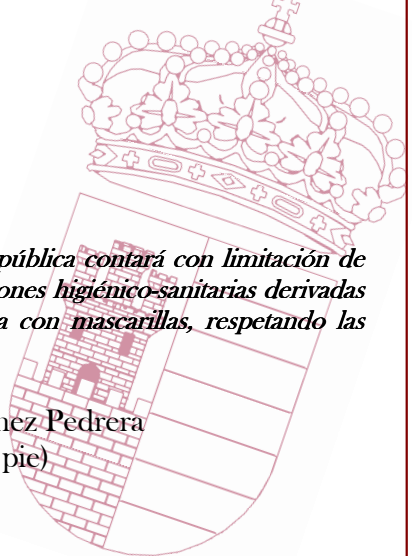 pública contará con limitación de
ones higiénico-sanitarias derivadas
a con mascarillas, respetando las
nez Pedrera
pie)